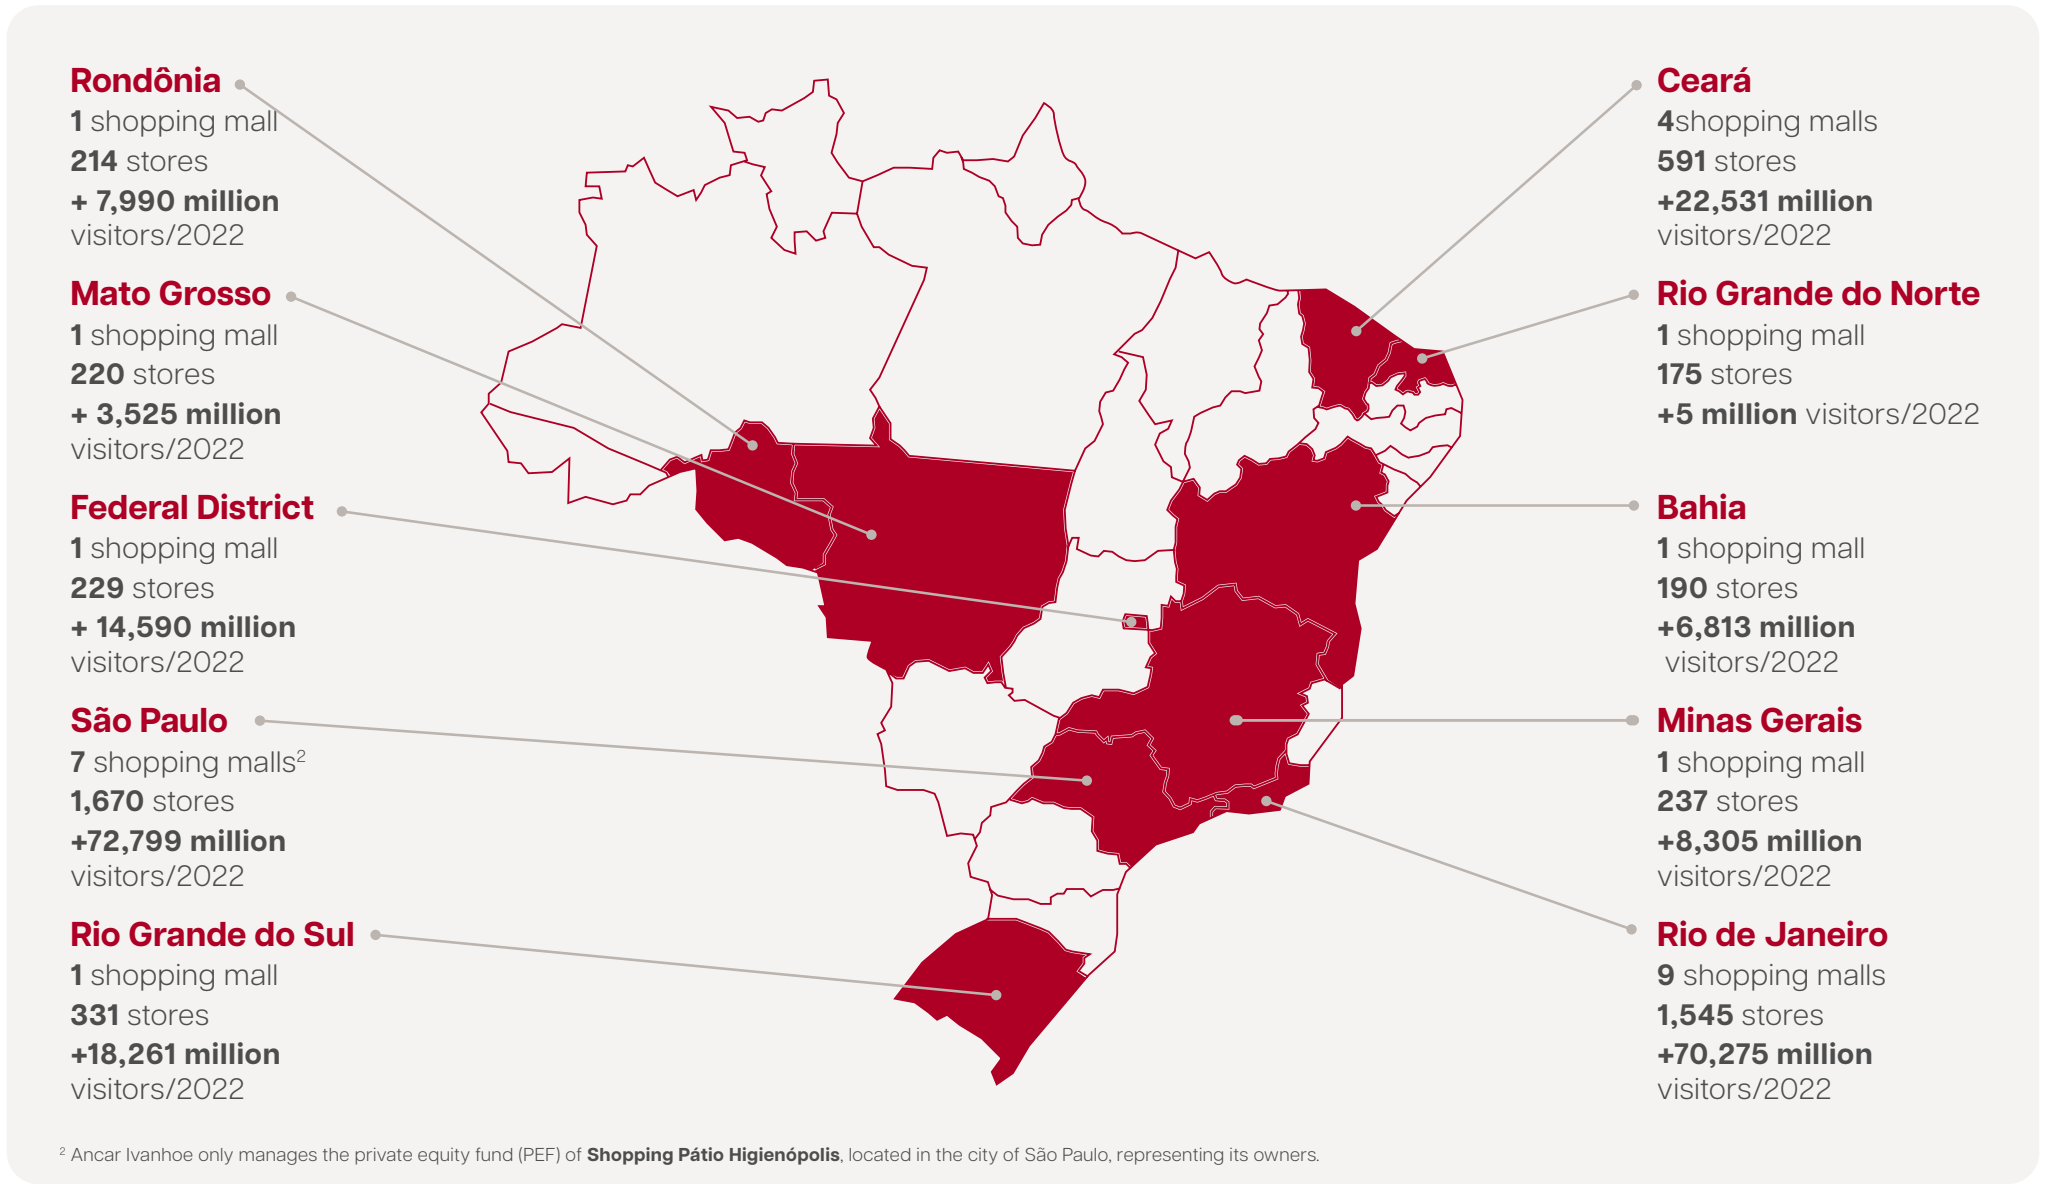 Rondônia
1 shopping mall
214 stores
+ 7,990 million
visitors/2022
Mato Grosso
1 shopping mall
220 stores
+ 3,525 million
visitors/2022
Federal District
1 shopping mall
229 stores
+ 14,590 million
visitors/2022
São Paulo
7 shopping malls²
1,670 stores
+72,799 million
visitors/2022
Rio Grande do Sul
1 shopping mall
331 stores
+18,261 million
visitors/2022
Ceará
4shopping malls
591 stores
+22,531 million
visitors/2022
Rio Grande do Norte
1 shopping mall
175 stores
+5 million visitors/2022
Bahia
1 shopping mall
190 stores
+6,813 million
visitors/2022
Minas Gerais
1 shopping mall
237 stores
+8,305 million
visitors/2022
Rio de Janeiro
9 shopping malls
1,545 stores
+70,275 million
visitors/2022
² Ancar Ivanhoe only manages the private equity fund (PEF) of Shopping Pátio Higienópolis, located in the city of São Paulo, representing its owners.